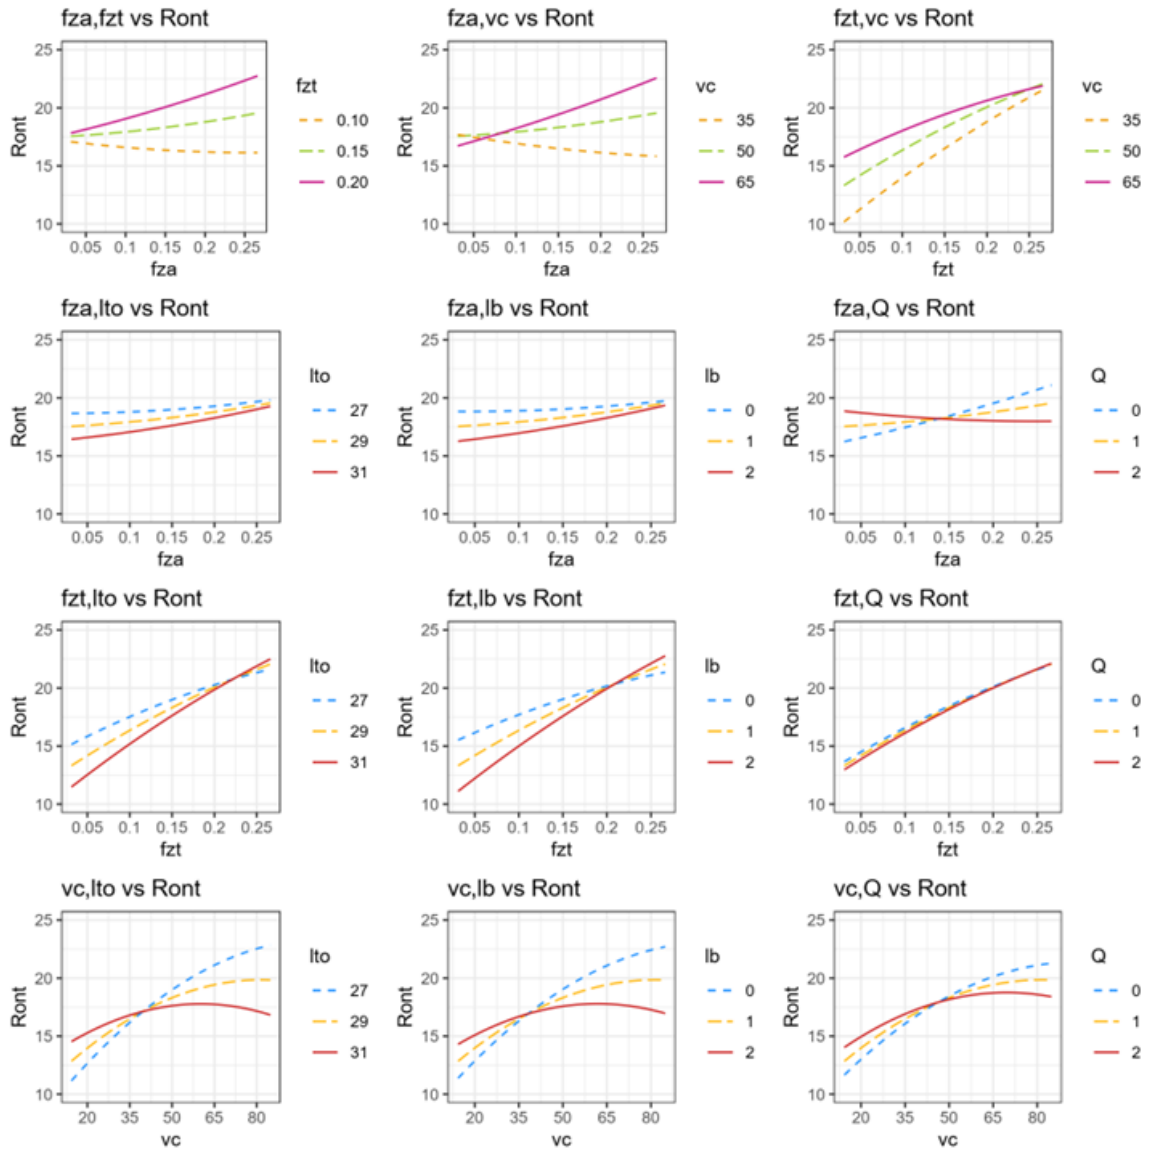 fza,fzt vs Ront
25
20
15
10
Ront
0.05 0.1 0.15 0.2 0.25
fza
fzt
0.10
0.15
0.20
fza,vc vs Ront
25
20
15
10
Ront
0.05 0.1 0.15 0.2 0.25
fza
vc
35
50
65
fzt,vc vs Ront
25
20
15
10
Ront
0.05 0.1 0.15 0.2 0.25
fzt
vc
35
50
65
fza,lto vs Ront
25
20
15
10
Ront
0.05 0.1 0.15 0.2 0.25
fza
lto
27
29
31
fza,lb vs Ront
25
20
15
10
Ront
0.05 0.1 0.15 0.2 0.25
fza
lb
0
1
2
fza,Q vs Ront
25
20
15
10
Ront
0.05 0.1 0.15 0.2 0.25
fza
Q
0
1
2
fzt,lto vs Ront
25
20
15
10
Ront
0.05 0.1 0.15 0.2 0.25
fzt
lto
27
29
31
fzt,lb vs Ront
25
20
15
10
Ront
0.05 0.1 0.15 0.2 0.25
fzt
lb
0
1
2
fzt,Q vs Ront
25
20
15
10
Ront
0.05 0.1 0.15 0.2 0.25
fzt
Q
0
1
2
vc,lto vs Ront
25
20
15
10
Ront
20 35 50 65 80
vc
lto
27
29
31
vc,lb vs Ront
25
20
15
10
Ront
20 35 50 65 80
vc
lb
0
1
2
vc,Q vs Ront
25
20
15
10
Ront
20 35 50 65 80
vc
Q
0
1
2